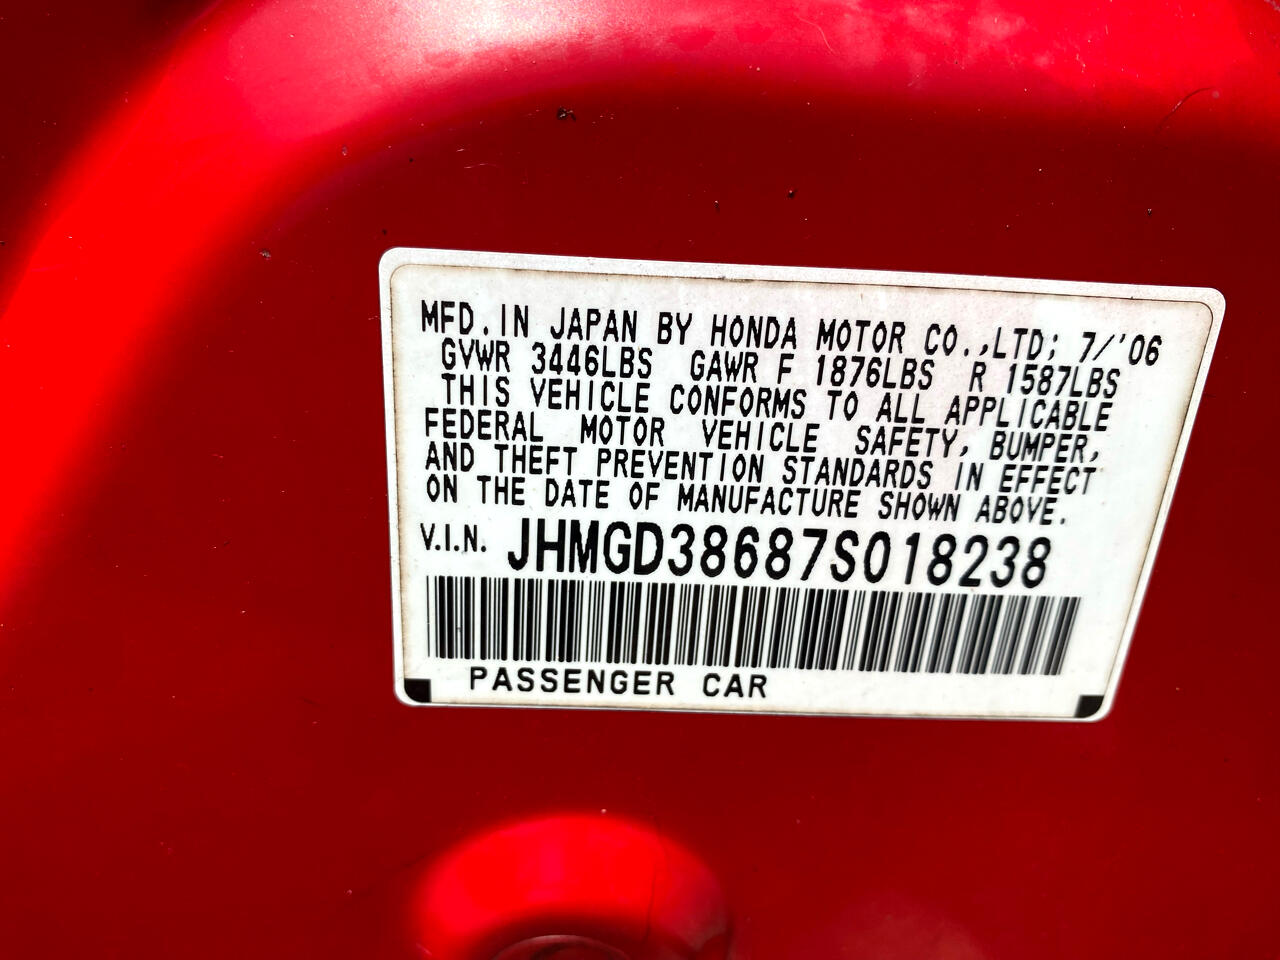 MFD. IN JAPAN BY HONDA MOTOR CO.,LTD; 7/'06
GVWR 3446LBS GAWR F 1876LBS R 1587LBS
THIS VEHICLE CONFORMS TO ALL APPLICABLE
FEDERAL MOTOR VEHICLE SAFETY, BUMPER,
AND THEFT PREVENTION STANDARDS IN EFFECT
ON THE DATE OF MANUFACTURE SHOWN ABOVE.
V.I.N. JHMGD38687S018238
PASSENGER CAR